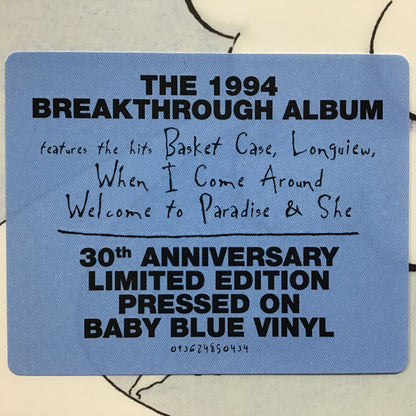 THE 1994
BREAKTHROUGH ALBUM
features the hits Basket Case, Longview,
When I Come Around
Welcome to Paradise & She
30th ANNIVERSARY
LIMITED EDITION
PRESSED ON
BABY BLUE VINYL
093624850434